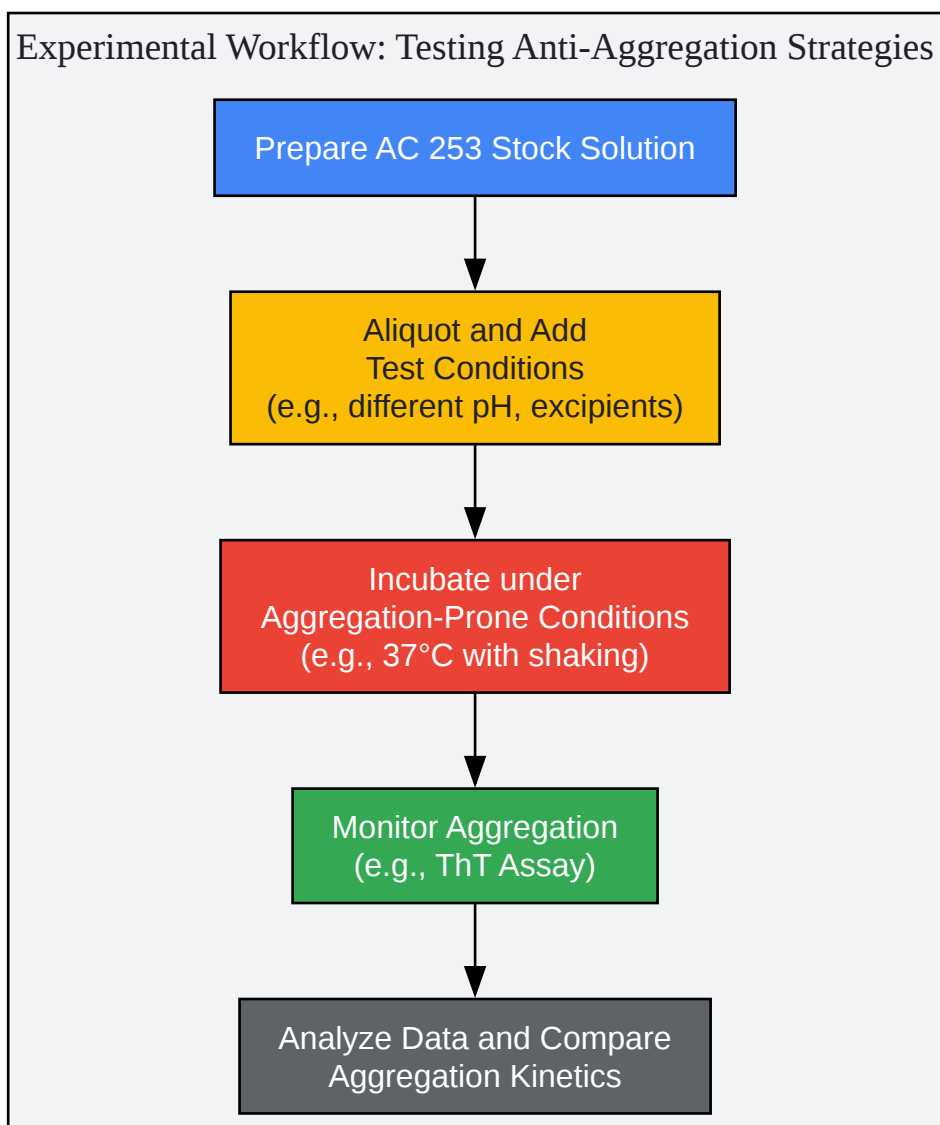 Experimental Workflow: Testing Anti-Aggregation Strategies
Prepare AC 253 Stock Solution
Aliquot and Add
Test Conditions
(e.g., different pH, excipients)
Incubate under
Aggregation-Prone Conditions
(e.g., 37°C with shaking)
Monitor Aggregation
(e.g., ThT Assay)
Analyze Data and Compare
Aggregation Kinetics